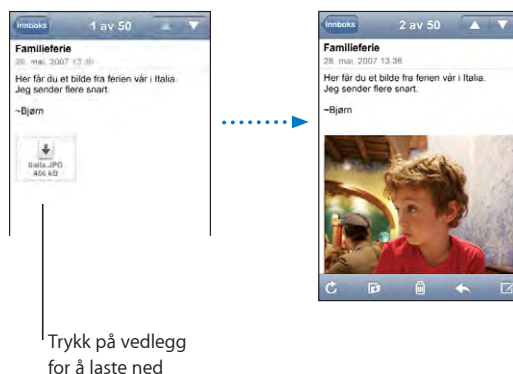 Innboks 1 av 50
Familieferie
28. mai, 2007 13.36
Her får du et bilde fra ferien vår i Italia.
Jeg sender flere snart.
~Bjørn
Italia.JPG
456 kB
Trykk på vedlegg
for å laste ned
Innboks 2 av 50
Familieferie
28. mai, 2007 13.36
Her får du et bilde fra ferien vår i Italia.
Jeg sender flere snart.
~Bjørn